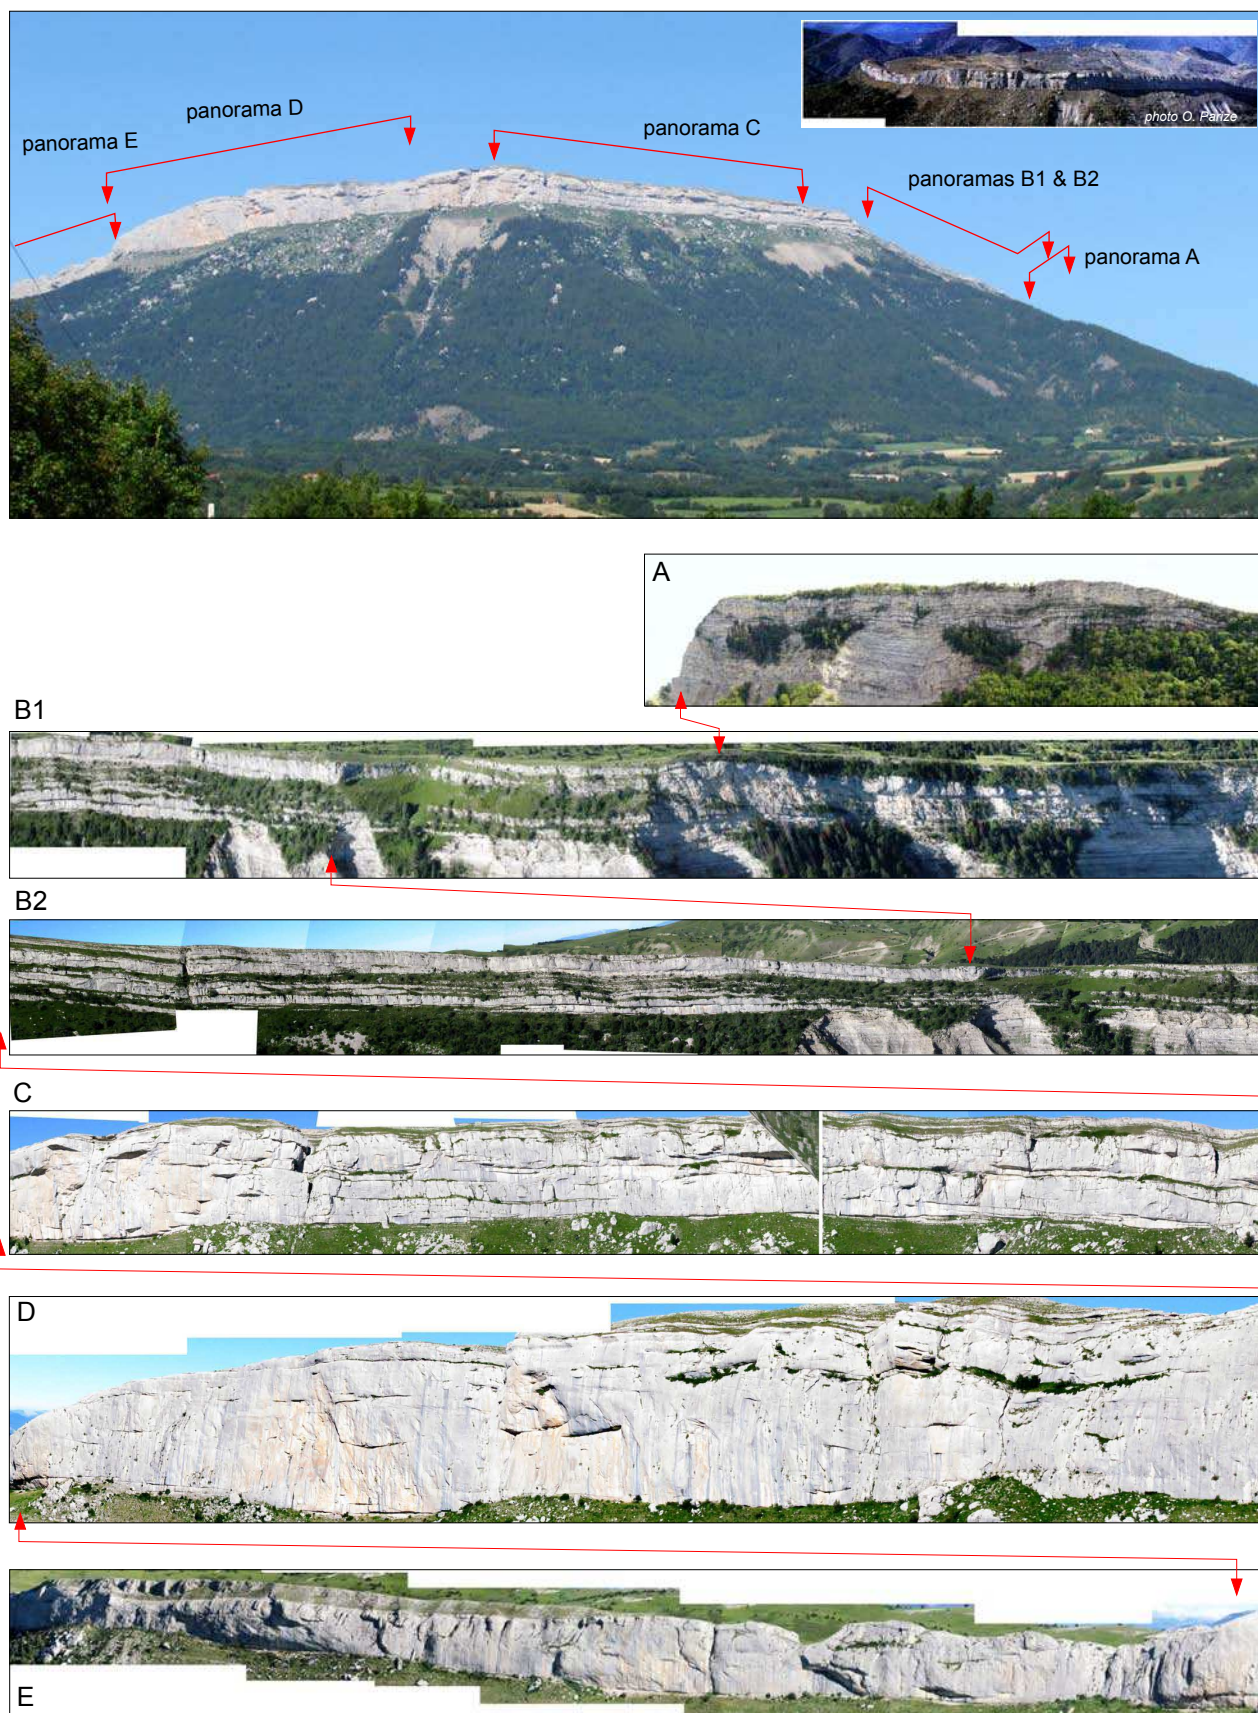 photo O. Parize
panorama D
panorama C
panorama E
panoramas B1 & B2
panorama A
A
B1
B2
C
D
E